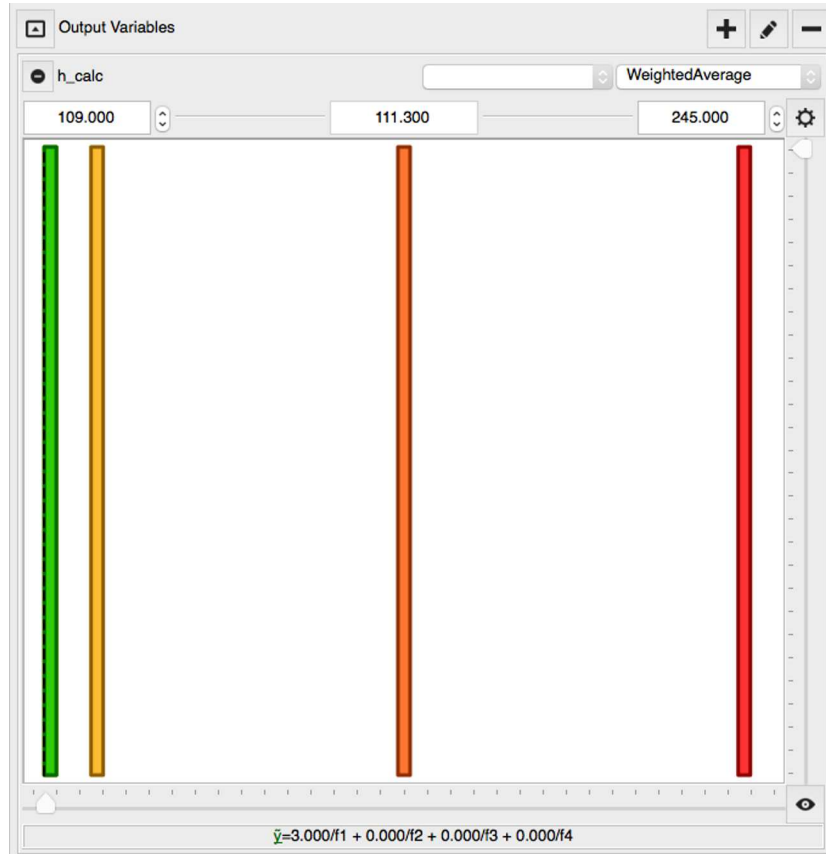 Output Variables
h_calc WeightedAverage
109.000 111.300 245.000
ỹ=3.000/f1 + 0.000/f2 + 0.000/f3 + 0.000/f4